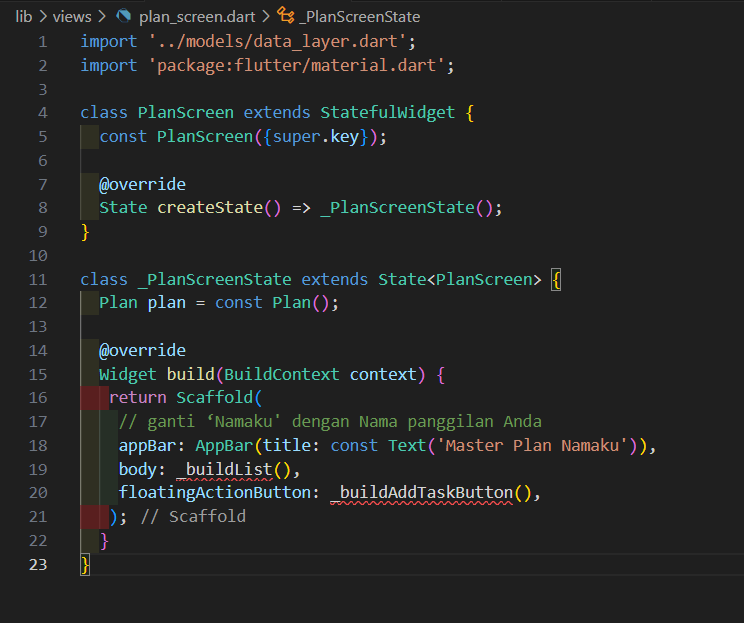 lib > views > plan_screen.dart > _PlanScreenState
1 import '../models/data_layer.dart';
2 import 'package:flutter/material.dart';
3
4 class PlanScreen extends StatefulWidget {
5   const PlanScreen({super.key});
6
7   @override
8   State createState() => _PlanScreenState();
9 }
10
11 class _PlanScreenState extends State<PlanScreen> {
12   Plan plan = const Plan();
13
14   @override
15   Widget build(BuildContext context) {
16    return Scaffold(
17     // ganti ‘Namaku' dengan Nama panggilan Anda
18     appBar: AppBar(title: const Text('Master Plan Namaku')),
19     body: _buildList(),
20     floatingActionButton: _buildAddTaskButton(),
21    ); // Scaffold
22   }
23 }